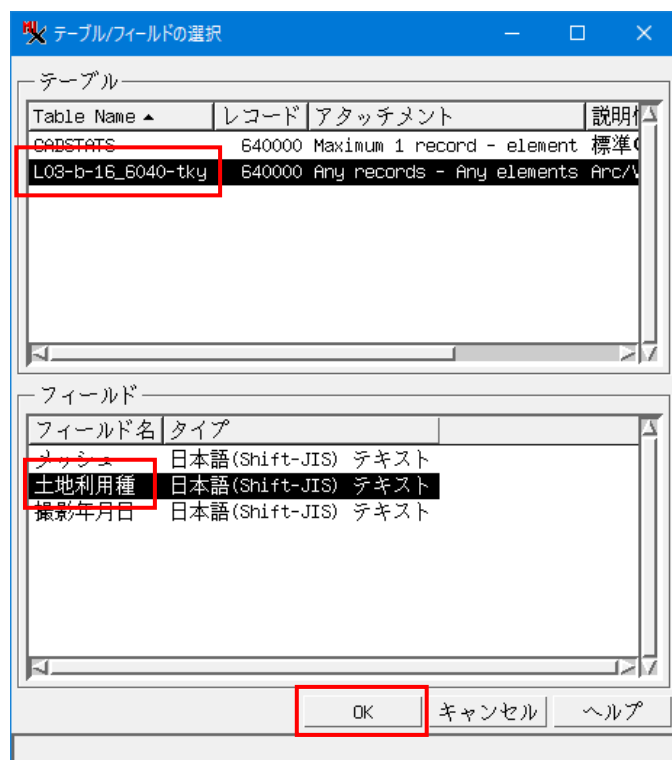 テーブル/フィールドの選択
テーブル
Table Name レコード アタッチメント 説明
CADSTATS 640000 Maximum 1 record - element 標準
L03-b-16_6040-tky 640000 Any records - Any elements Arc/
フィールド
フィールド名 タイプ
メッシュ 日本語(Shift-JIS) テキスト
土地利用種 日本語(Shift-JIS) テキスト
撮影年月日 日本語(Shift-JIS) テキスト
OK キャンセル ヘルプ